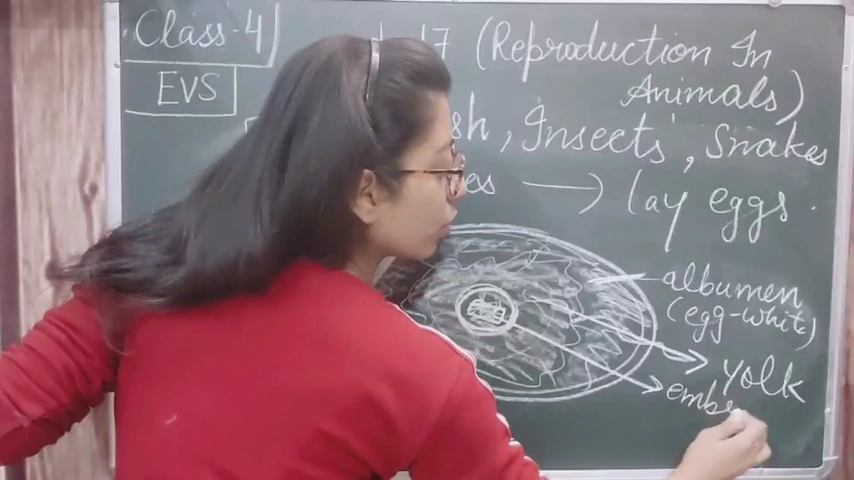 Class-4
EVS
17 (Reproduction In
Animals)
sh, Insects, Snakes
es → lay eggs.
albumen
(egg-white)
yolk
emb